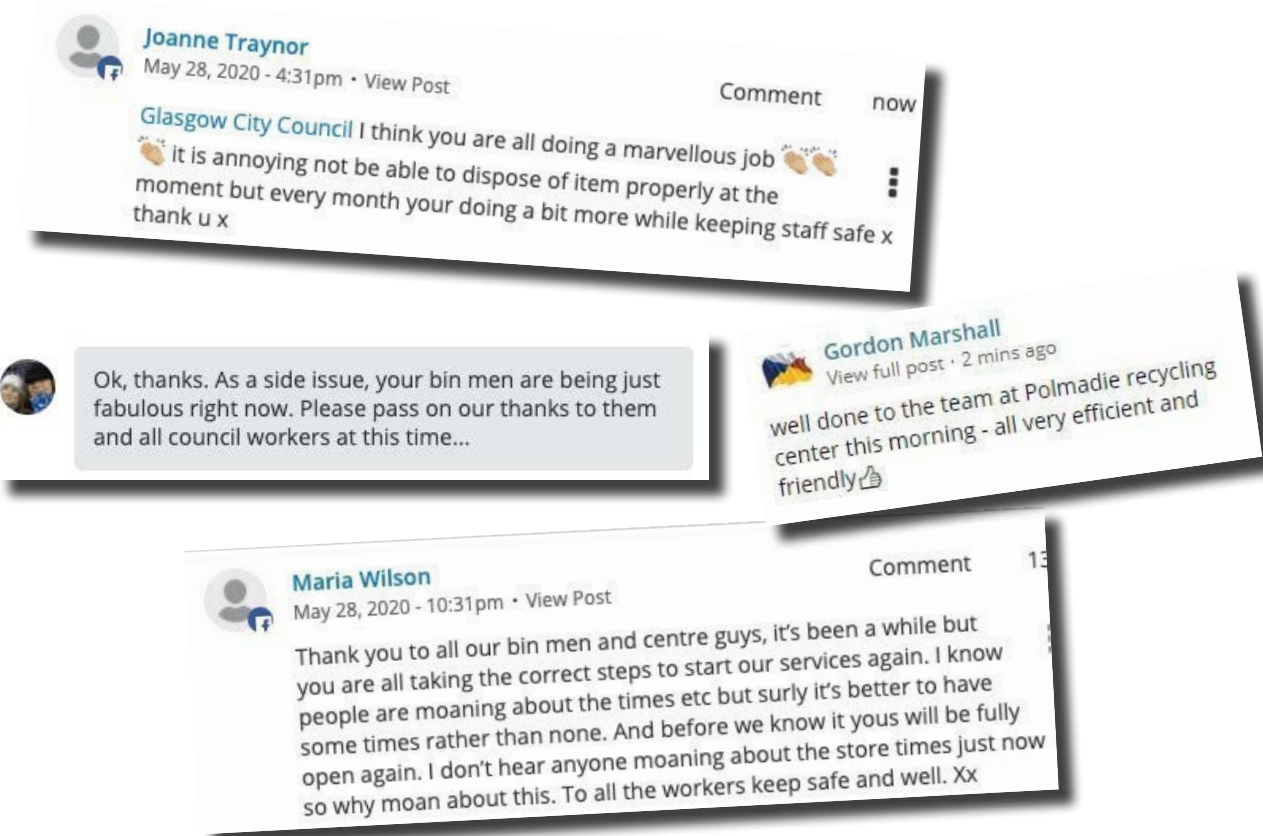 Joanne Traynor
May 28, 2020 - 4:31pm • View Post
Comment now
Glasgow City Council I think you are all doing a marvellous job 👏🏼👏🏼
👏🏼 it is annoying not be able to dispose of item properly at the
moment but every month your doing a bit more while keeping staff safe x
thank u x
Ok, thanks. As a side issue, your bin men are being just
fabulous right now. Please pass on our thanks to them
and all council workers at this time...
Gordon Marshall
View full post · 2 mins ago
well done to the team at Polmadie recycling
center this morning - all very efficient and
friendly👍
Maria Wilson
May 28, 2020 - 10:31pm • View Post
Comment 13
Thank you to all our bin men and centre guys, it's been a while but
you are all taking the correct steps to start our services again. I know
people are moaning about the times etc but surly it's better to have
some times rather than none. And before we know it yous will be fully
open again. I don't hear anyone moaning about the store times just now
so why moan about this. To all the workers keep safe and well. Xx